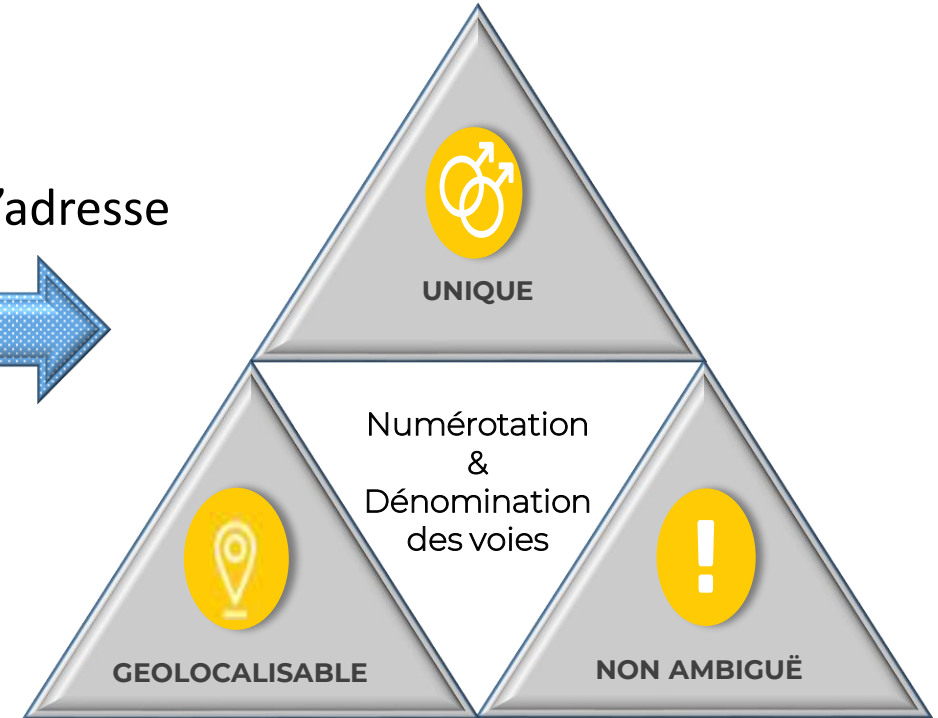 'adresse
UNIQUE
Numérotation
&
Dénomination
des voies
GEOLOCALISABLE
NON AMBIGUË